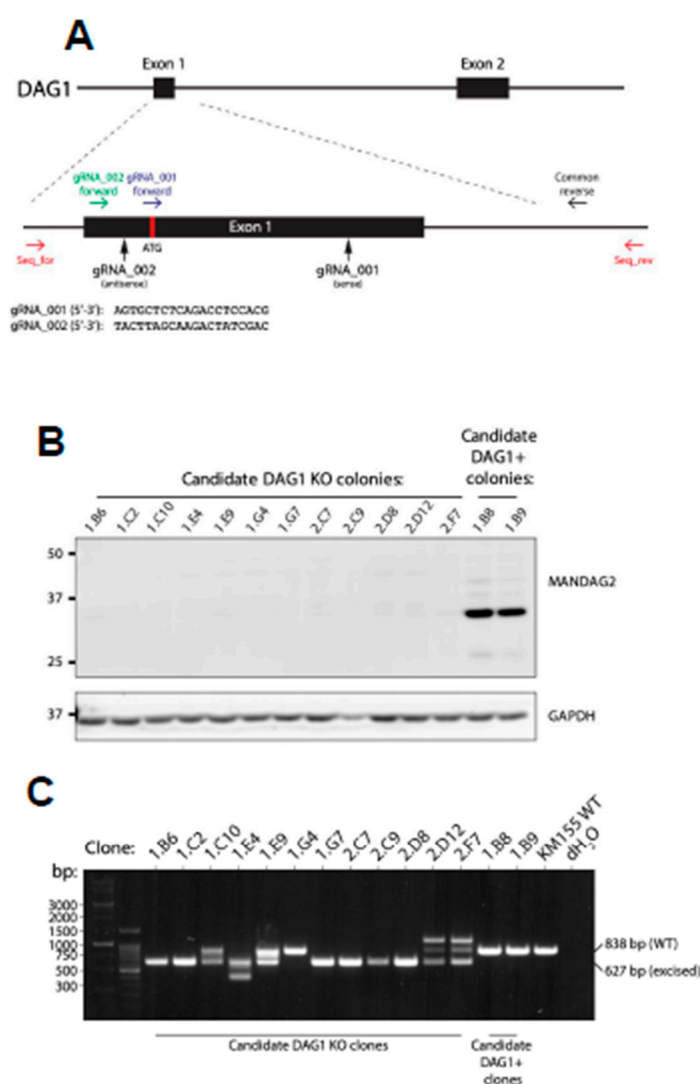 A
Exon 1 Exon 2
DAG1
gRNA_002 gRNA_001 Common
forward forward reverse
Exon 1
Seq_for ATG Seq_rev
gRNA_002 gRNA_001
(antisense) (sense)
gRNA_001 (5'-3'): AGTGCTCTCAGACCTCCACG
gRNA_002 (5'-3'): TACTTAGCAAGACTATCGAC
B
Candidate
DAG1+
colonies:
Candidate DAG1 KO colonies:
1.B6 1.C2 1.C10 1.E4 1.E9 1.G4 1.G7 2.C7 2.C9 2.D8 2.D12 2.F7 1.B8 1.B9
50
37
25
MANDAG2
37
GAPDH
C
Clone: 1.B6 1.C2 1.C10 1.E4 1.E9 1.G4 1.G7 2.C7 2.C9 2.D8 2.D12 2.F7 1.B8 1.B9 KM155 WT dH2O
bp:
3000
2000
1500
1000
750
500
300
838 bp (WT)
627 bp (excised)
Candidate DAG1 KO clones
Candidate
DAG1+
clones